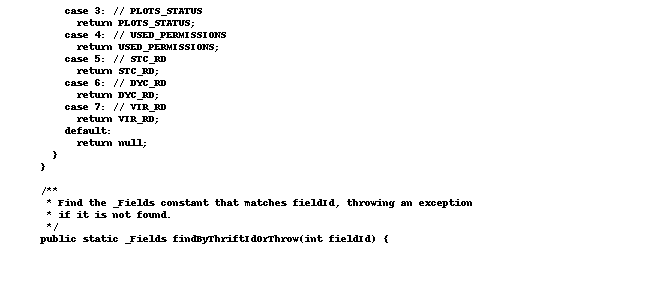 case 3: // PLOTS_STATUS
return PLOTS_STATUS;
case 4: // USED_PERMISSIONS
return USED_PERMISSIONS;
case 5: // STC_RD
return STC_RD;
case 6: // DYC_RD
return DYC_RD;
case 7: // VIR_RD
return VIR_RD;
default:
return null;
}
}
/**
* Find the _Fields constant that matches fieldId, throwing an exception
* if it is not found.
*/
public static _Fields findByThriftIdOrThrow(int fieldId) {